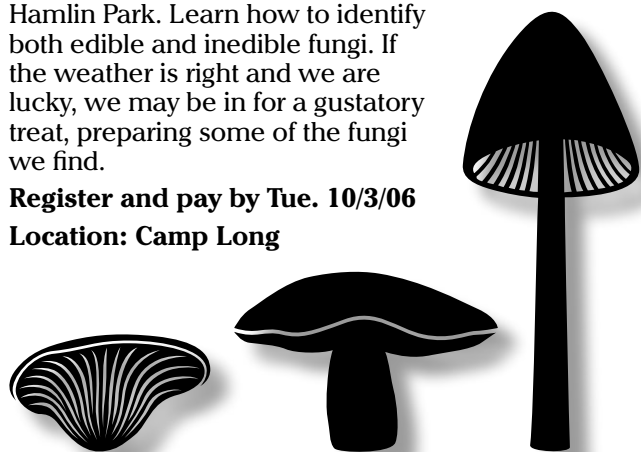 Hamlin Park. Learn how to identify
both edible and inedible fungi. If
the weather is right and we are
lucky, we may be in for a gustatory
treat, preparing some of the fungi
we find.
Register and pay by Tue. 10/3/06
Location: Camp Long